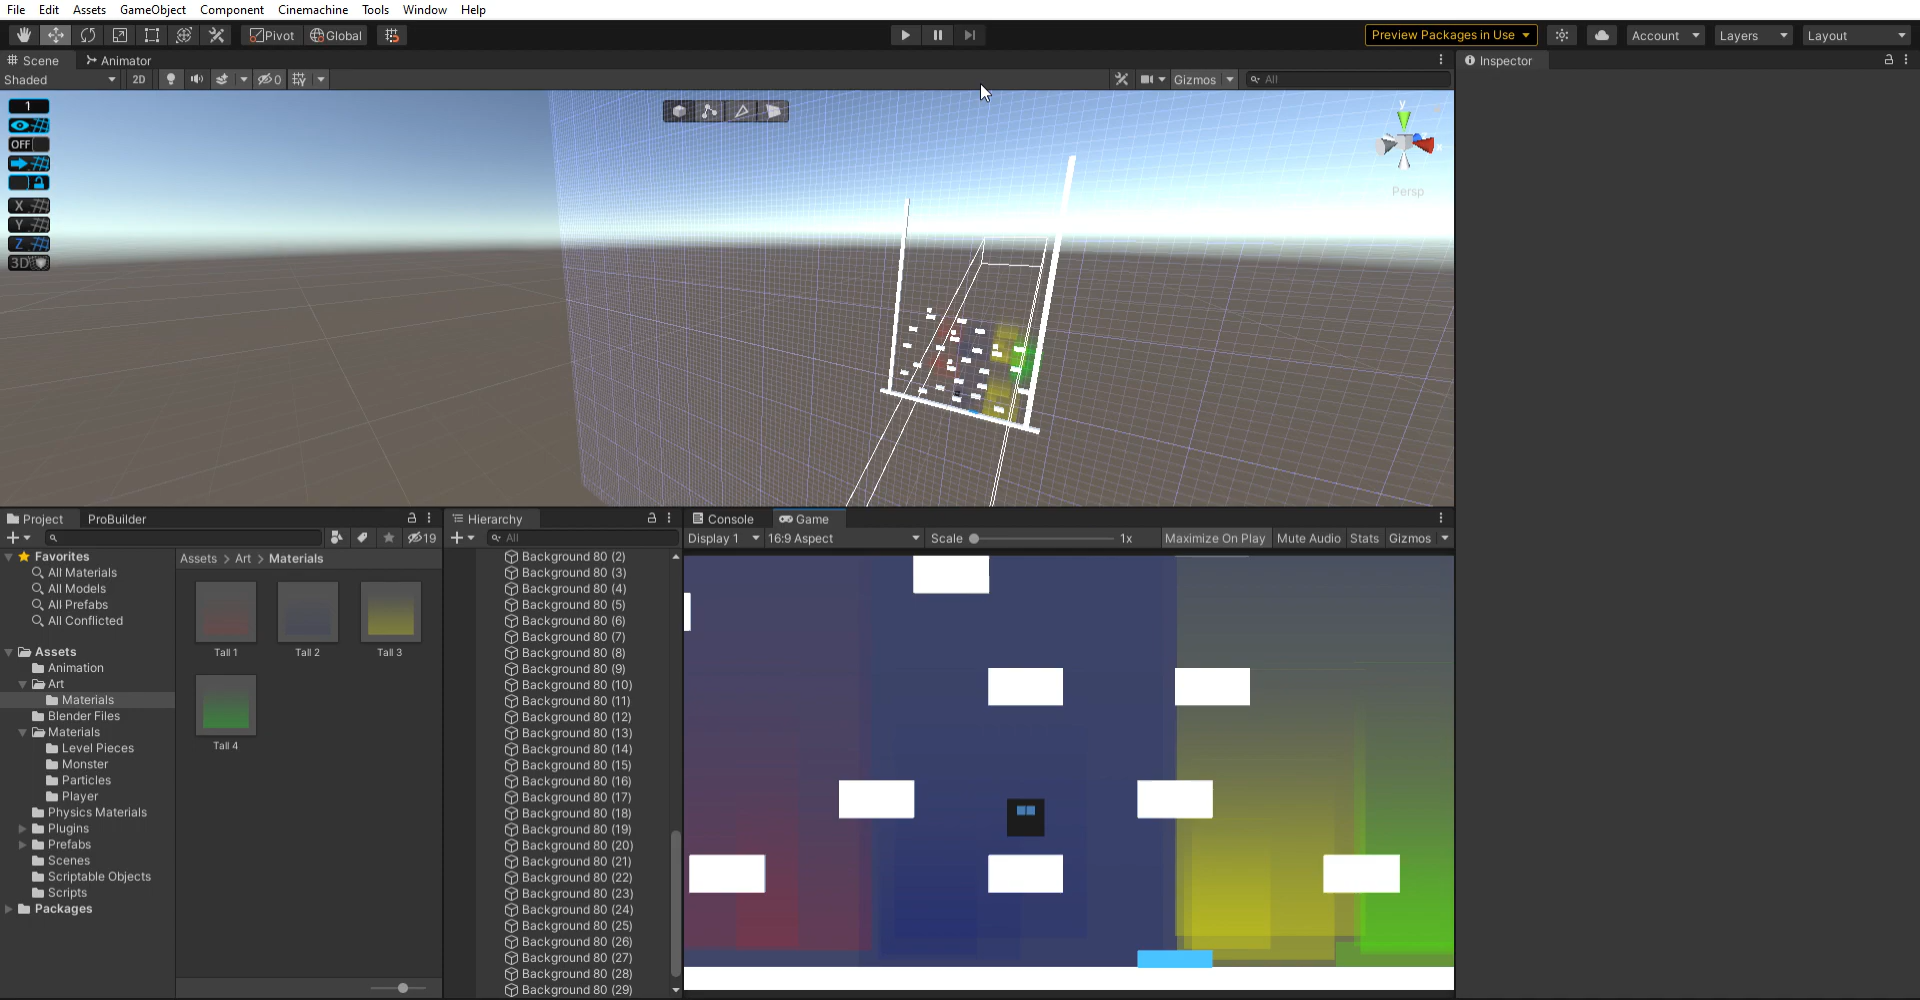 File Edit Assets GameObject Component Cinemachine Tools Window Help
Pivot Global Preview Packages in Use Account Layers Layout
Scene Animator Inspector
Shaded 2D 0 Gizmos All
1
OFF
X
Y
Z
3D
y
Persp
Project ProBuilder
19
Favorites
All Materials
All Models
All Prefabs
All Conflicted
Assets
Animation
Art
Materials
Blender Files
Materials
Level Pieces
Monster
Particles
Player
Physics Materials
Plugins
Prefabs
Scenes
Scriptable Objects
Scripts
Packages
Assets > Art > Materials
Tall 1 Tall 2 Tall 3
Tall 4
Hierarchy
All
Background 80 (2)
Background 80 (3)
Background 80 (4)
Background 80 (5)
Background 80 (6)
Background 80 (7)
Background 80 (8)
Background 80 (9)
Background 80 (10)
Background 80 (11)
Background 80 (12)
Background 80 (13)
Background 80 (14)
Background 80 (15)
Background 80 (16)
Background 80 (17)
Background 80 (18)
Background 80 (19)
Background 80 (20)
Background 80 (21)
Background 80 (22)
Background 80 (23)
Background 80 (24)
Background 80 (25)
Background 80 (26)
Background 80 (27)
Background 80 (28)
Background 80 (29)
Console Game
Display 1 16:9 Aspect Scale 1x Maximize On Play Mute Audio Stats Gizmos